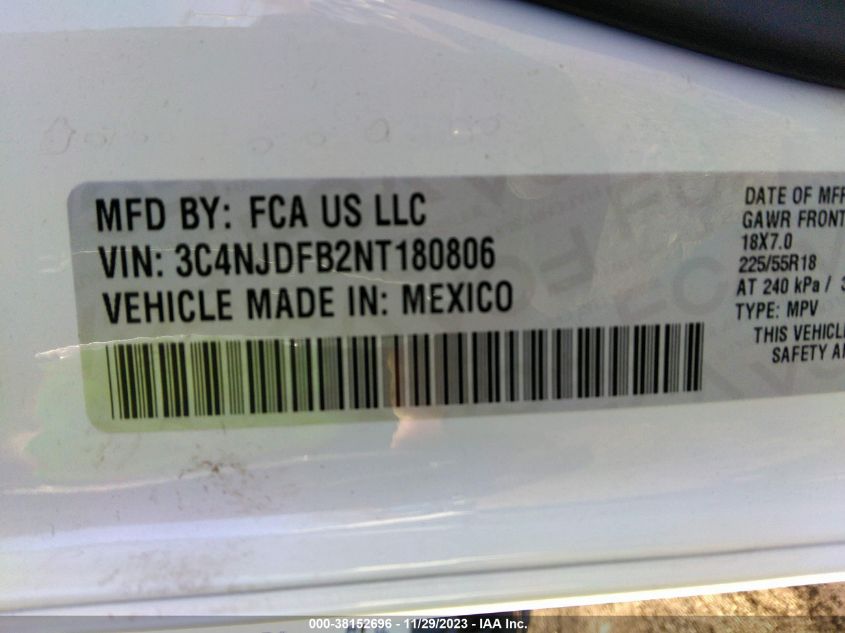 MFD BY: FCA US LLC
VIN: 3C4NJDFB2NT180806
VEHICLE MADE IN: MEXICO
DATE OF MFR
GAWR FRONT
18X7.0
225/55R18
AT 240 kPa /
TYPE: MPV
THIS VEHICLE
SAFETY
000-38152696 - 11/29/2023 - IAA Inc.